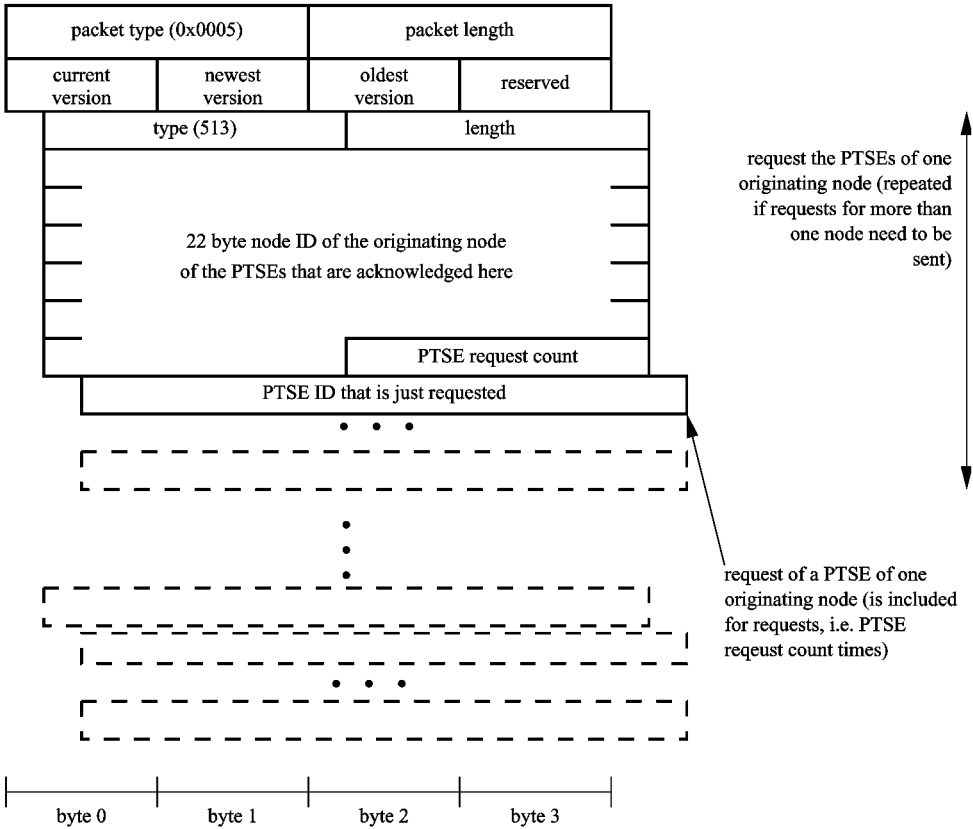 packet type (0x0005)
packet length
current
version
newest
version
oldest
version
reserved
type (513)
length
request the PTSEs of one
originating node (repeated
if requests for more than
one node need to be
sent)
22 byte node ID of the originating node
of the PTSEs that are acknowledged here
PTSE request count
PTSE ID that is just requested
request of a PTSE of one
originating node (is included
for requests, i.e. PTSE
reqeust count times)
byte 0
byte 1
byte 2
byte 3